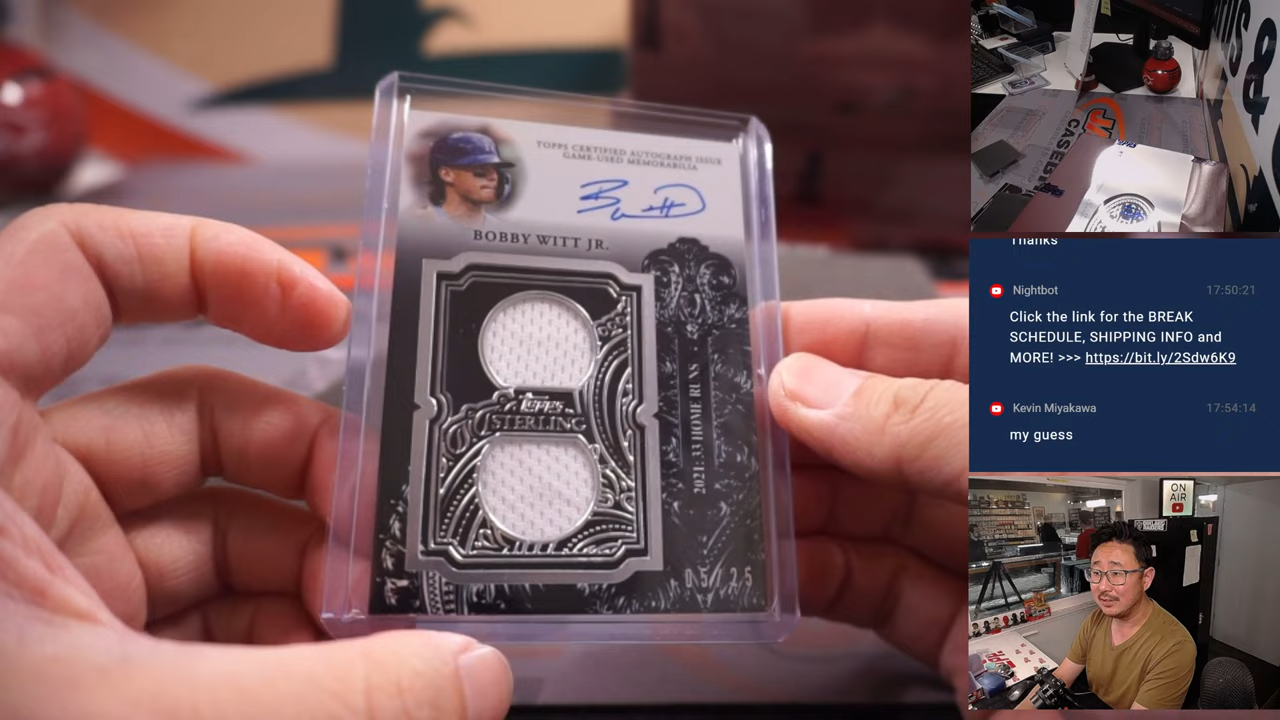 TOPPS CERTIFIED AUTOGRAPH ISSUE
GAME-USED MEMORABILIA
BOBBY WITT JR.
Topps
STERLING
2021: 33 HOME RUNS
05/25
CASEB
Thanks
Nightbot 17:50:21
Click the link for the BREAK
SCHEDULE, SHIPPING INFO and
MORE! >>> https://bit.ly/2Sdw6K9
Kevin Miyakawa 17:54:14
my guess
ON
AIR